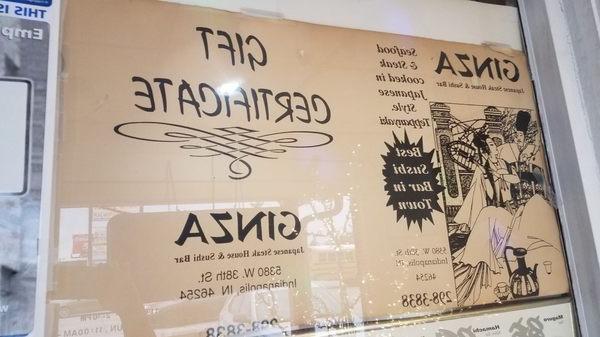 GINZA
Japanese Steak House & Sushi Bar
Seafood
& Steak
cooked in
Japanese
Style
Teppanyaki
Best
Sushi
Bar in
Town
5380 W. 38th St.
Indianapolis, IN
46254
298-3838
GIFT
CERTIFICATE
GINZA
Japanese Steak House & Sushi Bar
5380 W. 38th St.
Indianapolis, IN 46254
298-3838
THIS IS
Emp
Maguro
Hamachi